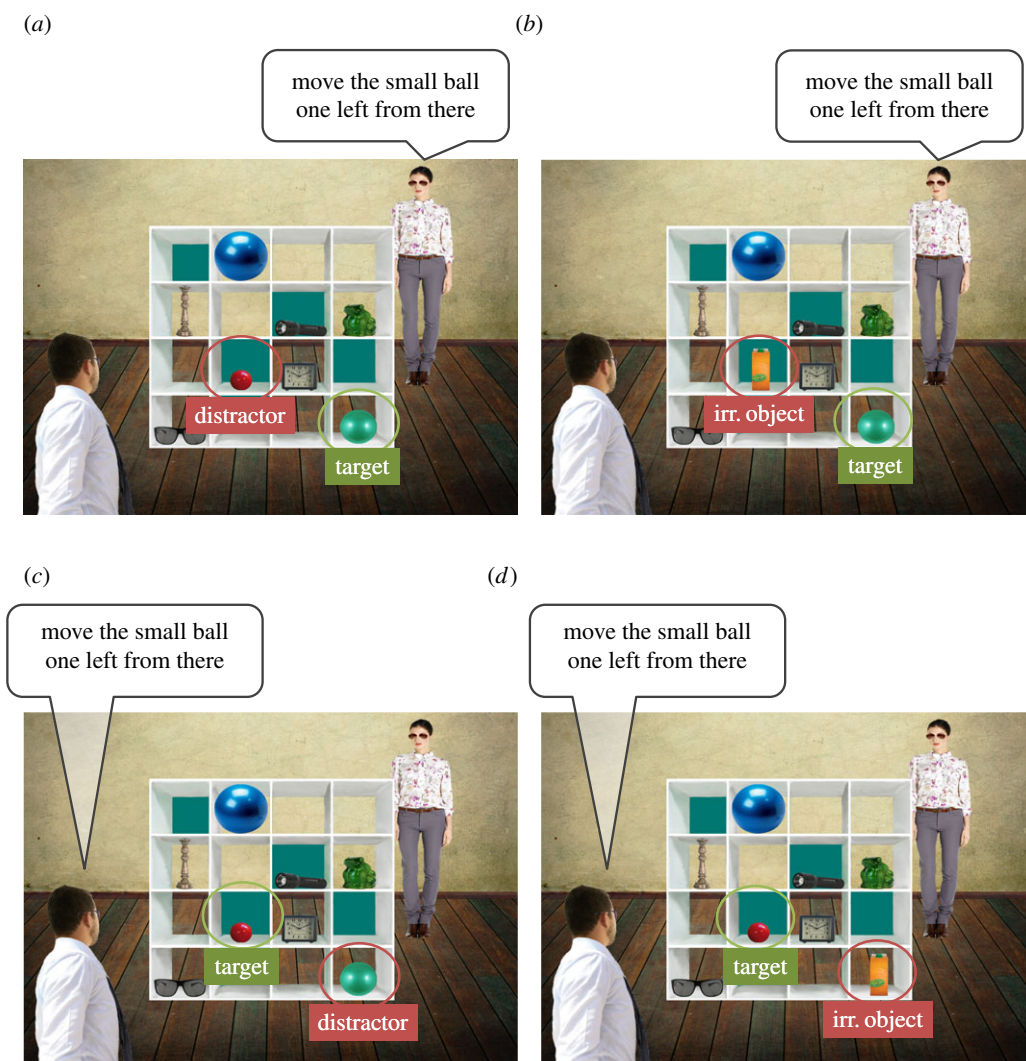 (a)
(b)
move the small ball
one left from there
move the small ball
one left from there
distractor
target
irr. object
target
(c)
(d)
move the small ball
one left from there
move the small ball
one left from there
target
distractor
target
irr. object